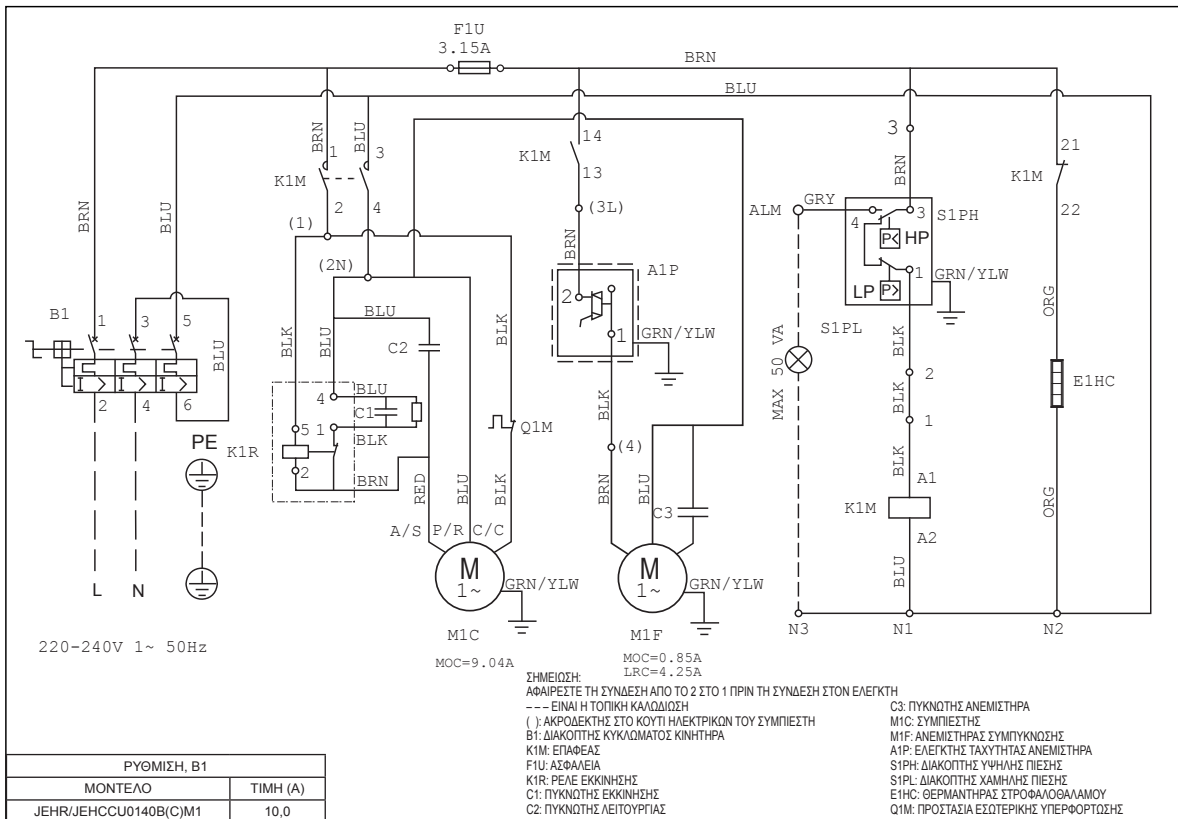 F1U
3.15A
BRN
BLU
BRN
BLU
1
3
K1M
2
4
(1)
(2N)
14
K1M
13
(3L)
BRN
3
BRN
21
K1M
22
ALM
GRY
4
3
S1PH
P<
HP
1
LP
P>
GRN/YLW
S1PL
A1P
2
1
GRN/YLW
BRN
BLU
B1
1
3
5
BLU
I >
I >
I >
2
4
6
PE
L
N
220-240V 1~ 50Hz
BLK
BLU
BLU
C2
BLK
K1R
5
4
1
2
C1
BLU
BLK
BRN
Q1M
RED
BLU
BLK
A/S
P/R
C/C
M
1~
GRN/YLW
M1C
MOC=9.04A
BLK
(4)
BRN
BLU
C3
M
1~
GRN/YLW
M1F
MOC=0.85A
LRC=4.25A
MAX 50 VA
BLK
2
BLK
1
BLK
A1
K1M
A2
BLU
ORG
E1HC
ORG
N3
N1
N2
ΣΗΜΕΙΩΣΗ:
ΑΦΑΙΡΕΣΤΕ ΤΗ ΣΥΝΔΕΣΗ ΑΠΟ ΤΟ 2 ΣΤΟ 1 ΠΡΙΝ ΤΗ ΣΥΝΔΕΣΗ ΣΤΟΝ ΕΛΕΓΚΤΗ
---- ΕΙΝΑΙ Η ΤΟΠΙΚΗ ΚΑΛΩΔΙΩΣΗ
( ): ΑΚΡΟΔΕΚΤΗΣ ΣΤΟ ΚΟΥΤΙ ΗΛΕΚΤΡΙΚΩΝ ΤΟΥ ΣΥΜΠΙΕΣΤΗ
B1: ΔΙΑΚΟΠΤΗΣ ΚΥΚΛΩΜΑΤΟΣ ΚΙΝΗΤΗΡΑ
K1M: ΕΠΑΦΕΑΣ
F1U: ΑΣΦΑΛΕΙΑ
K1R: ΡΕΛΕ ΕΚΚΙΝΗΣΗΣ
C1: ΠΥΚΝΩΤΗΣ ΕΚΚΙΝΗΣΗΣ
C2: ΠΥΚΝΩΤΗΣ ΛΕΙΤΟΥΡΓΙΑΣ
C3: ΠΥΚΝΩΤΗΣ ΑΝΕΜΙΣΤΗΡΑ
M1C: ΣΥΜΠΙΕΣΤΗΣ
M1F: ΑΝΕΜΙΣΤΗΡΑΣ ΣΥΜΠΥΚΝΩΣΗΣ
A1P: ΕΛΕΓΚΤΗΣ ΤΑΧΥΤΗΤΑΣ ΑΝΕΜΙΣΤΗΡΑ
S1PH: ΔΙΑΚΟΠΤΗΣ ΥΨΗΛΗΣ ΠΙΕΣΗΣ
S1PL: ΔΙΑΚΟΠΤΗΣ ΧΑΜΗΛΗΣ ΠΙΕΣΗΣ
E1HC: ΘΕΡΜΑΝΤΗΡΑΣ ΣΤΡΟΦΑΛΟΘΑΛΑΜΟΥ
Q1M: ΠΡΟΣΤΑΣΙΑ ΕΣΩΤΕΡΙΚΗΣ ΥΠΕΡΦΟΡΤΩΣΗΣ
ΡΥΘΜΙΣΗ, B1
ΜΟΝΤΕΛΟ
ΤΙΜΗ (A)
JEHR/JEHCCU0140B(C)M1
10,0